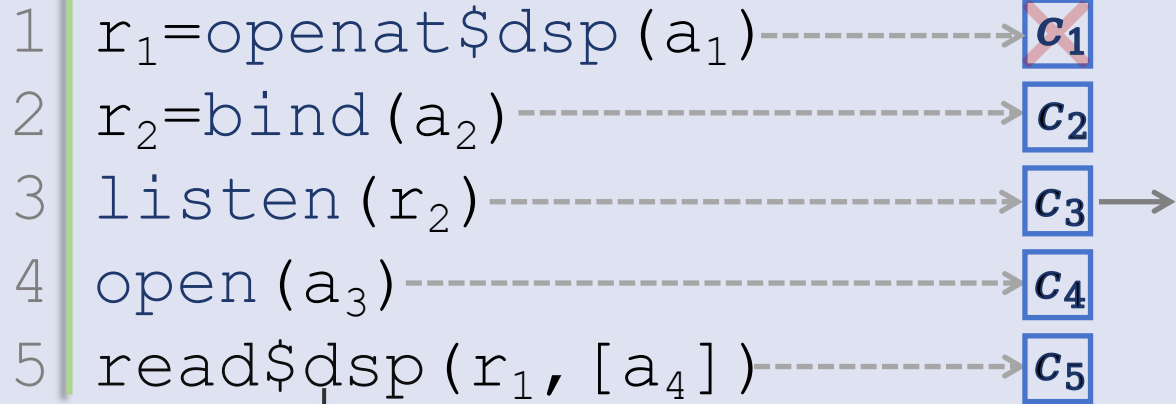 1 r₁=openat$dsp(a₁) c₁
2 r₂=bind(a₂) c₂
3 listen(r₂) c₃
4 open(a₃) c₄
5 read$dsp(r₁,[a₄]) c₅